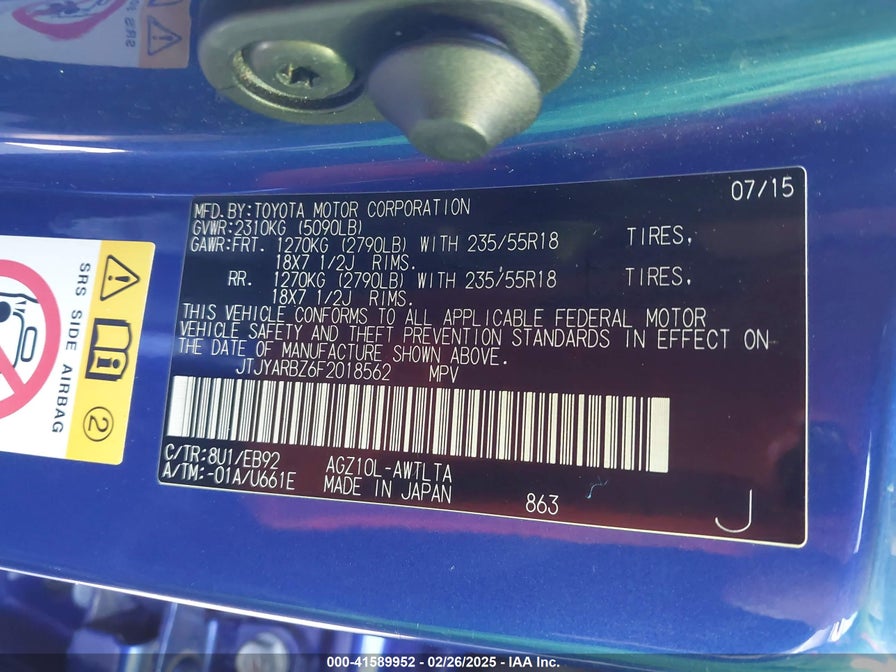 07/15
MFD.BY:TOYOTA MOTOR CORPORATION
GVWR:2310KG (5090LB)
GAWR:FRT. 1270KG (2790LB) WITH 235/55R18 TIRES,
18X7 1/2J RIMS.
RR. 1270KG (2790LB) WITH 235/55R18 TIRES,
18X7 1/2J RIMS.
THIS VEHICLE CONFORMS TO ALL APPLICABLE FEDERAL MOTOR
VEHICLE SAFETY AND THEFT PREVENTION STANDARDS IN EFFECT ON
THE DATE OF MANUFACTURE SHOWN ABOVE.
JTJYARBZ6F2018562 MPV
C/TR:8U1/EB92 AGZ10L-AWTLTA
A/TM:-01A/U661E MADE IN JAPAN
863 J
SRS SIDE AIRBAG
2
SRS
000-41589952 - 02/26/2025 - IAA Inc.